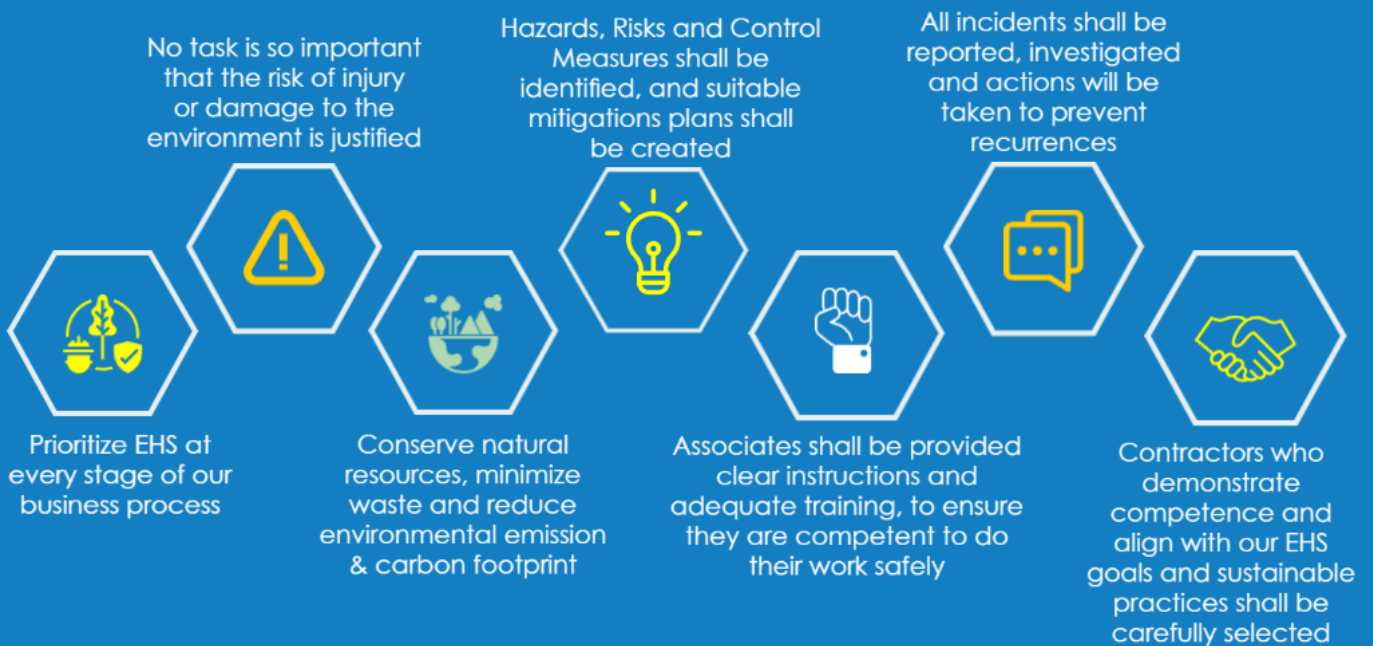 No task is so important
that the risk of injury
or damage to the
environment is justified
Hazards, Risks and Control
Measures shall be
identified, and suitable
mitigations plans shall
be created
All incidents shall be
reported, investigated
and actions will be
taken to prevent
recurrences
Prioritize EHS at
every stage of our
business process
Conserve natural
resources, minimize
waste and reduce
environmental emission
& carbon footprint
Associates shall be provided
clear instructions and
adequate training, to ensure
they are competent to do
their work safely
Contractors who
demonstrate
competence and
align with our EHS
goals and sustainable
practices shall be
carefully selected